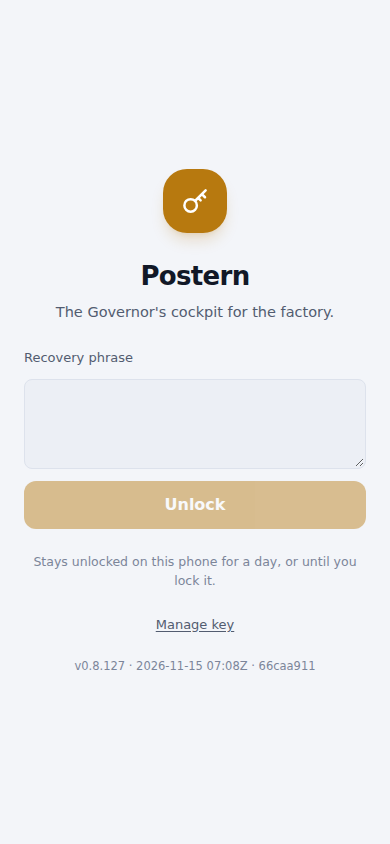 Postern
The Governor's cockpit for the factory.
Recovery phrase
Unlock
Stays unlocked on this phone for a day, or until you
lock it.
Manage key
v0.8.127 · 2026-11-15 07:08Z · 66caa911